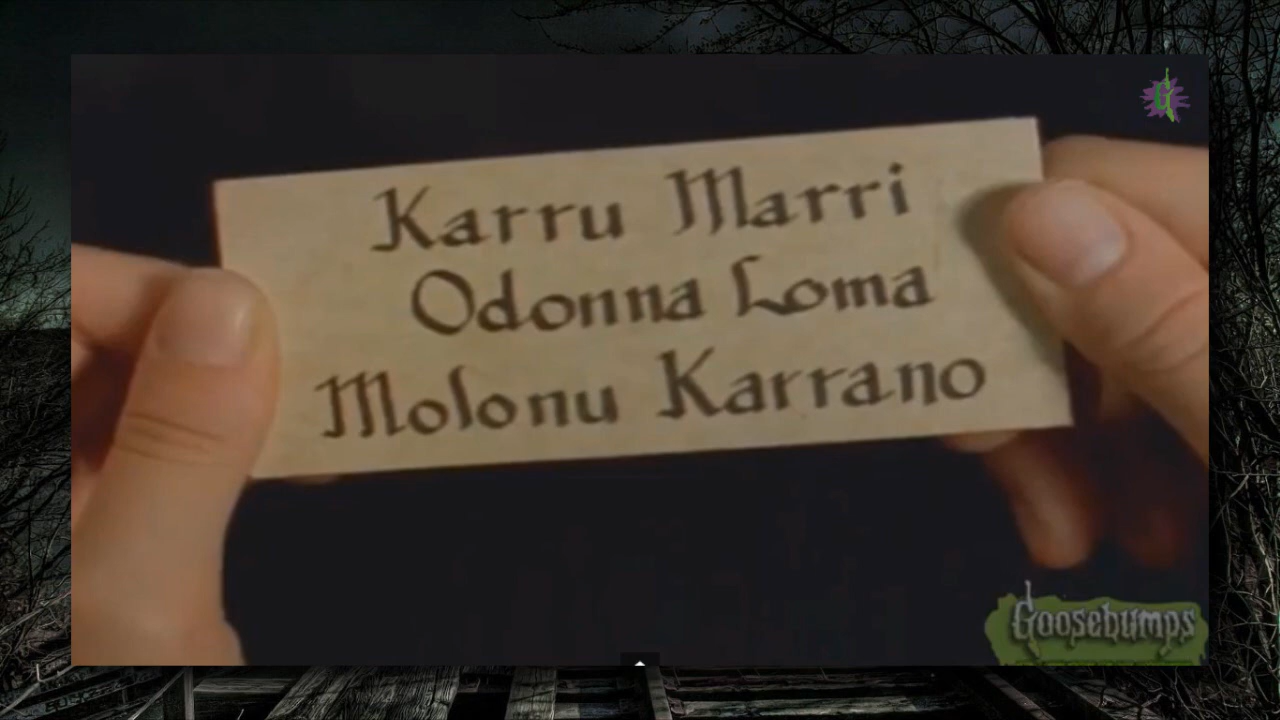 Karru Marri
Odonna Loma
Molonu Karrano
G
Goosebumps